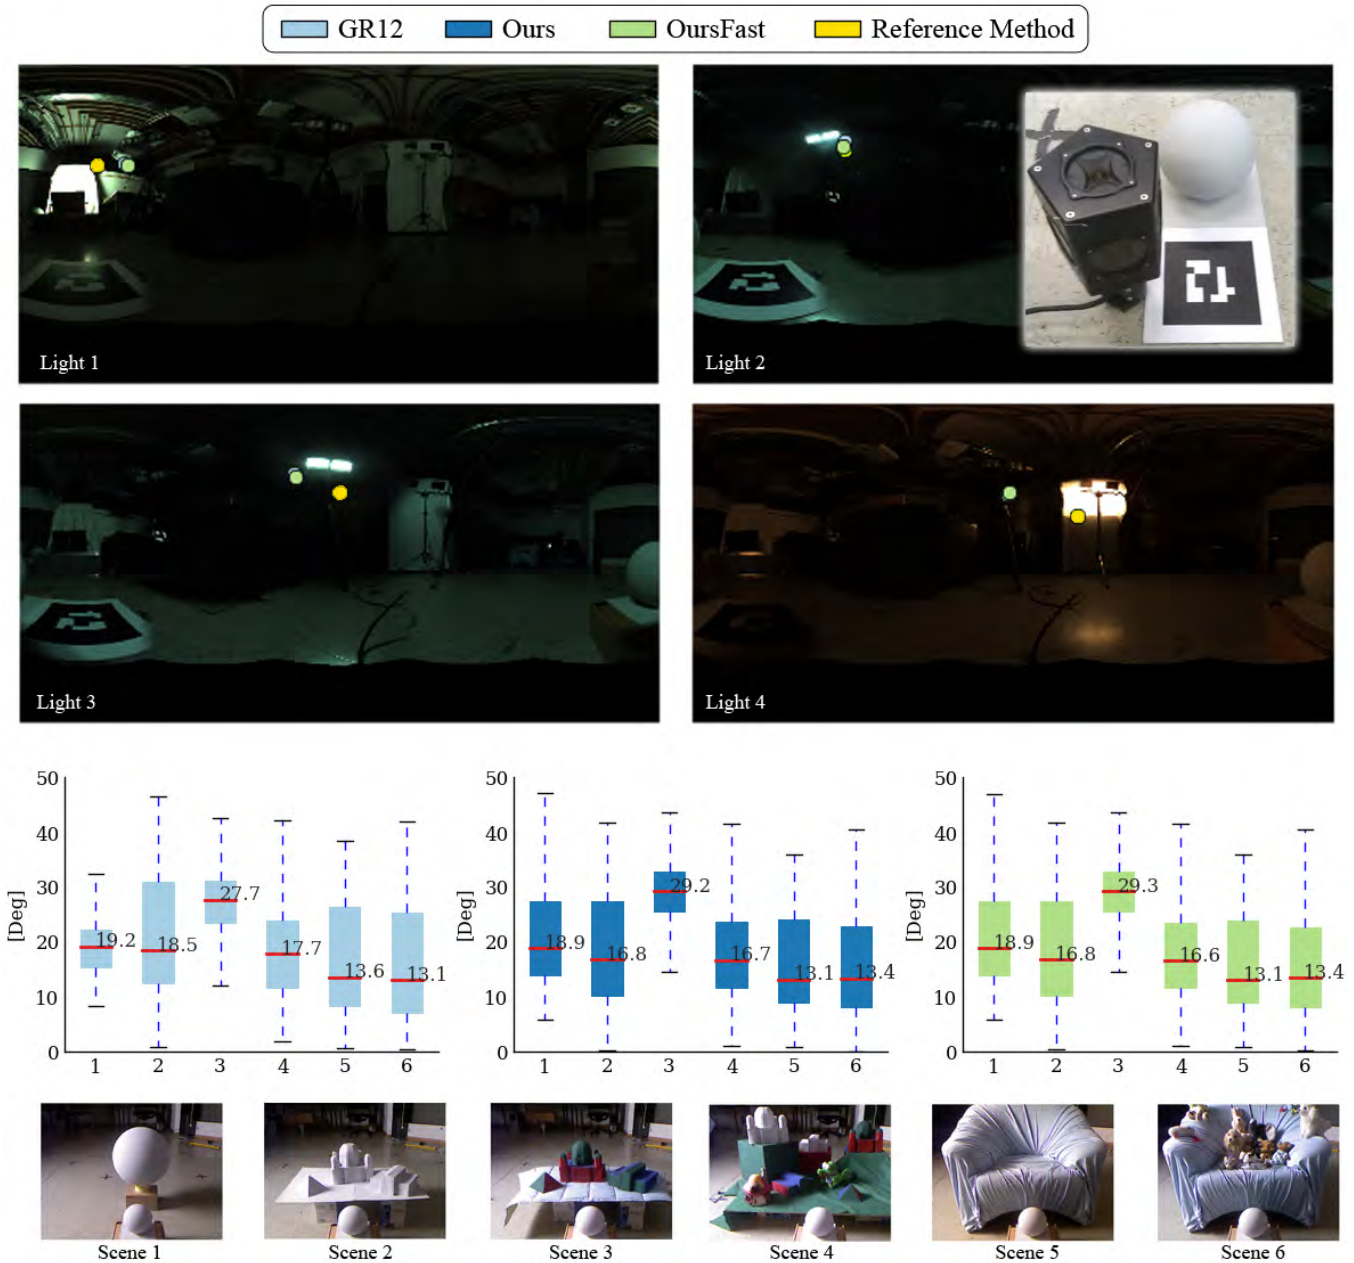 GR12 Ours OursFast Reference Method
Light 1
Light 2
Light 3
Light 4
50 50 50
40 40 40
30 30 30
20 20 20
10 10 10
0 0 0
[Deg] [Deg] [Deg]
19.2 18.5 27.7 17.7 13.6 13.1
18.9 16.8 29.2 16.7 13.1 13.4
18.9 16.8 29.3 16.6 13.1 13.4
1 2 3 4 5 6 1 2 3 4 5 6 1 2 3 4 5 6
Scene 1 Scene 2 Scene 3 Scene 4 Scene 5 Scene 6